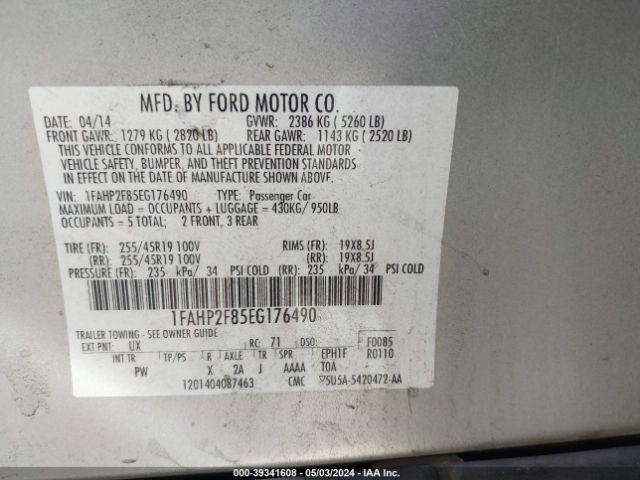 MFD. BY FORD MOTOR CO.
DATE: 04/14 GVWR: 2386 KG ( 5260 LB)
FRONT GAWR: 1279 KG ( 2820 LB) REAR GAWR: 1143 KG ( 2520 LB)
THIS VEHICLE CONFORMS TO ALL APPLICABLE FEDERAL MOTOR
VEHICLE SAFETY, BUMPER, AND THEFT PREVENTION STANDARDS
IN EFFECT ON THE DATE OF MANUFACTURE SHOWN ABOVE.
VIN: 1FAHP2F85EG176490 TYPE: Passenger Car
MAXIMUM LOAD = OCCUPANTS + LUGGAGE = 430KG/ 950LB
OCCUPANTS = 5 TOTAL; 2 FRONT, 3 REAR
TIRE (FR): 255/45R19 100V RIMS (FR): 19X8.5J
(RR): 255/45R19 100V (RR): 19X8.5J
PRESSURE (FR): 235 kPa/ 34 PSI COLD (RR): 235 kPa/ 34 PSI COLD
1FAHP2F85EG176490
TRAILER TOWING - SEE OWNER GUIDE
EXT PNT: UX RC: 71 DSO: F0085
INT TR TP/PS R AXLE TR SPR EPH1F R0110
PW X 2A J AAAA T0A
1201404087463 CMC 5U5A-5420472-AA
000-39341608 - 05/03/2024 - IAA Inc.